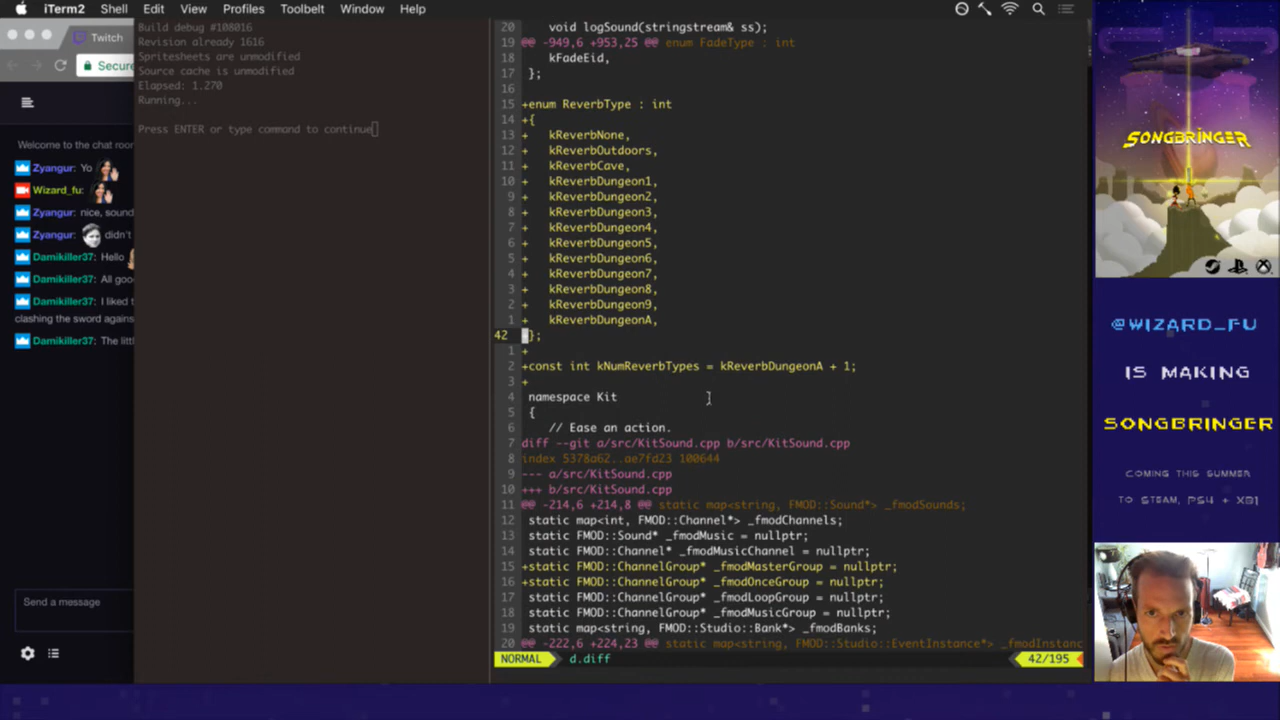 iTerm2 Shell Edit View Profiles Toolbelt Window Help
Twitch
Secure
Welcome to the chat roo
Zyangur: Yo
Wizard_fu:
Zyangur: nice, sound
Zyangur: didn't
Damikiller37: Hello
Damikiller37: All goo
Damikiller37: I liked t
clashing the sword against
Damikiller37: The littl
Send a message
Build debug #108016
Revision already 1616
Spritesheets are unmodified
Source cache is unmodified
Elapsed: 1.270
Running...
Press ENTER or type command to continue
20 void logSound(stringstream& ss);
19 @@ -949,6 +953,25 @@ enum FadeType : int
18 kFadeEid,
17 };
16
15 +enum ReverbType : int
14 +{
13 + kReverbNone,
12 + kReverbOutdoors,
11 + kReverbCave,
10 + kReverbDungeon1,
9 + kReverbDungeon2,
8 + kReverbDungeon3,
7 + kReverbDungeon4,
6 + kReverbDungeon5,
5 + kReverbDungeon6,
4 + kReverbDungeon7,
3 + kReverbDungeon8,
2 + kReverbDungeon9,
1 + kReverbDungeonA,
42 +};
1 +
2 +const int kNumReverbTypes = kReverbDungeonA + 1;
3 +
4 namespace Kit
5 {
6 // Ease an action.
7 diff --git a/src/KitSound.cpp b/src/KitSound.cpp
8 index 5378a62..ae7fd23 100644
9 --- a/src/KitSound.cpp
10 +++ b/src/KitSound.cpp
11 @@ -214,6 +214,8 @@ static map<string, FMOD::Sound*> _fmodSounds;
12 static map<int, FMOD::Channel*> _fmodChannels;
13 static FMOD::Sound* _fmodMusic = nullptr;
14 static FMOD::Channel* _fmodMusicChannel = nullptr;
15 +static FMOD::ChannelGroup* _fmodMasterGroup = nullptr;
16 +static FMOD::ChannelGroup* _fmodOnceGroup = nullptr;
17 static FMOD::ChannelGroup* _fmodLoopGroup = nullptr;
18 static FMOD::ChannelGroup* _fmodMusicGroup = nullptr;
19 static map<string, FMOD::Studio::Bank*> _fmodBanks;
20 @@ -222,6 +224,23 @@ static map<string, FMOD::Studio::EventInstance*> _fmodInstanc
NORMAL d.diff 42/195
SONGBRINGER
@WIZARD_FU
IS MAKING
SONGBRINGER
COMING THIS SUMMER
TO STEAM, PS4 + XB1